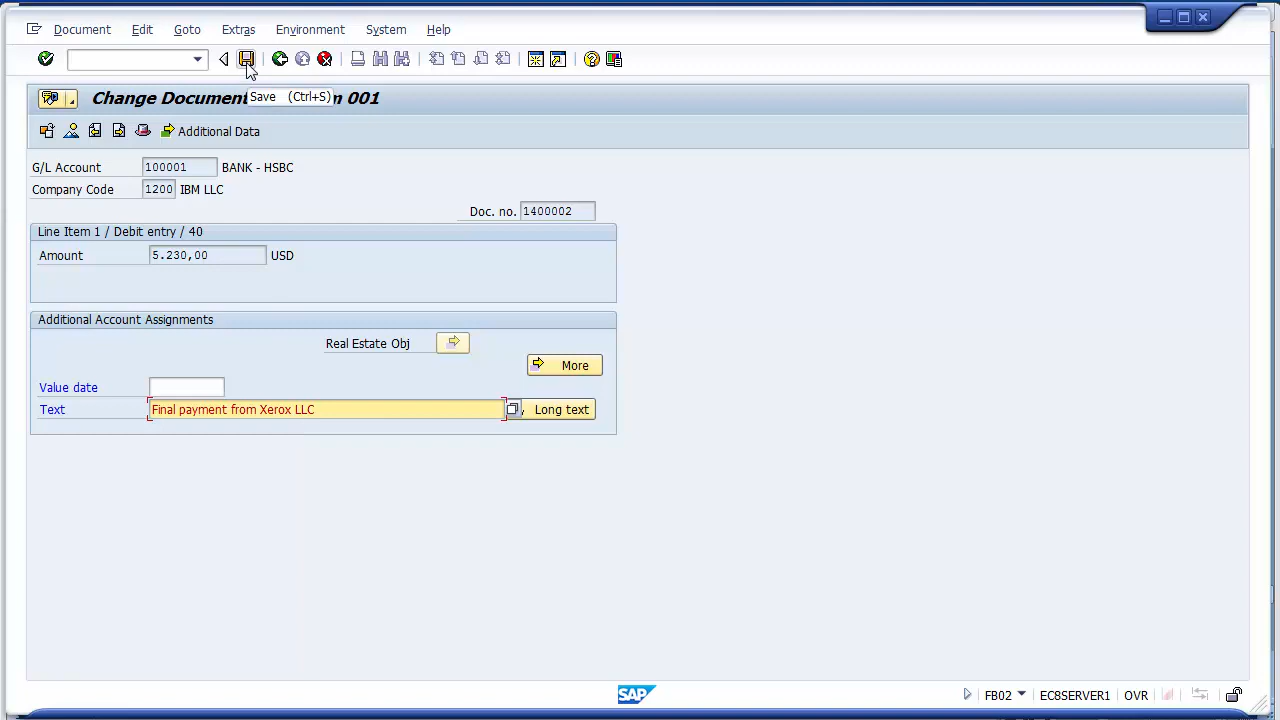 Document Edit Goto Extras Environment System Help
Change Document m 001
Save (Ctrl+S)
Additional Data
G/L Account 100001 BANK - HSBC
Company Code 1200 IBM LLC
Doc. no. 1400002
Line Item 1 / Debit entry / 40
Amount 5.230,00 USD
Additional Account Assignments
Real Estate Obj
More
Value date
Text Final payment from Xerox LLC Long text
SAP FB02 EC8SERVER1 OVR